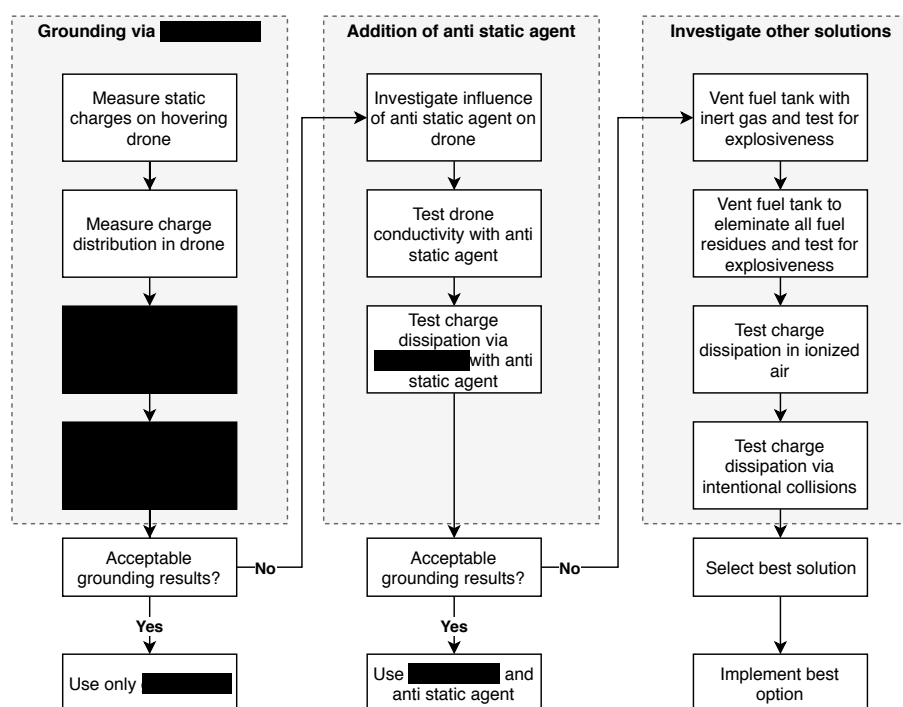 Grounding via
Measure static
charges on hovering
drone
Measure charge
distribution in drone
Acceptable
grounding results?
No
Yes
Use only
Addition of anti static agent
Investigate influence
of anti static agent on
drone
Test drone
conductivity with anti
static agent
Test charge
dissipation via
with anti
static agent
Acceptable
grounding results?
No
Yes
Use and
anti static agent
Investigate other solutions
Vent fuel tank with
inert gas and test for
explosiveness
Vent fuel tank to
eleminate all fuel
residues and test for
explosiveness
Test charge
dissipation in ionized
air
Test charge
dissipation via
intentional collisions
Select best solution
Implement best
option